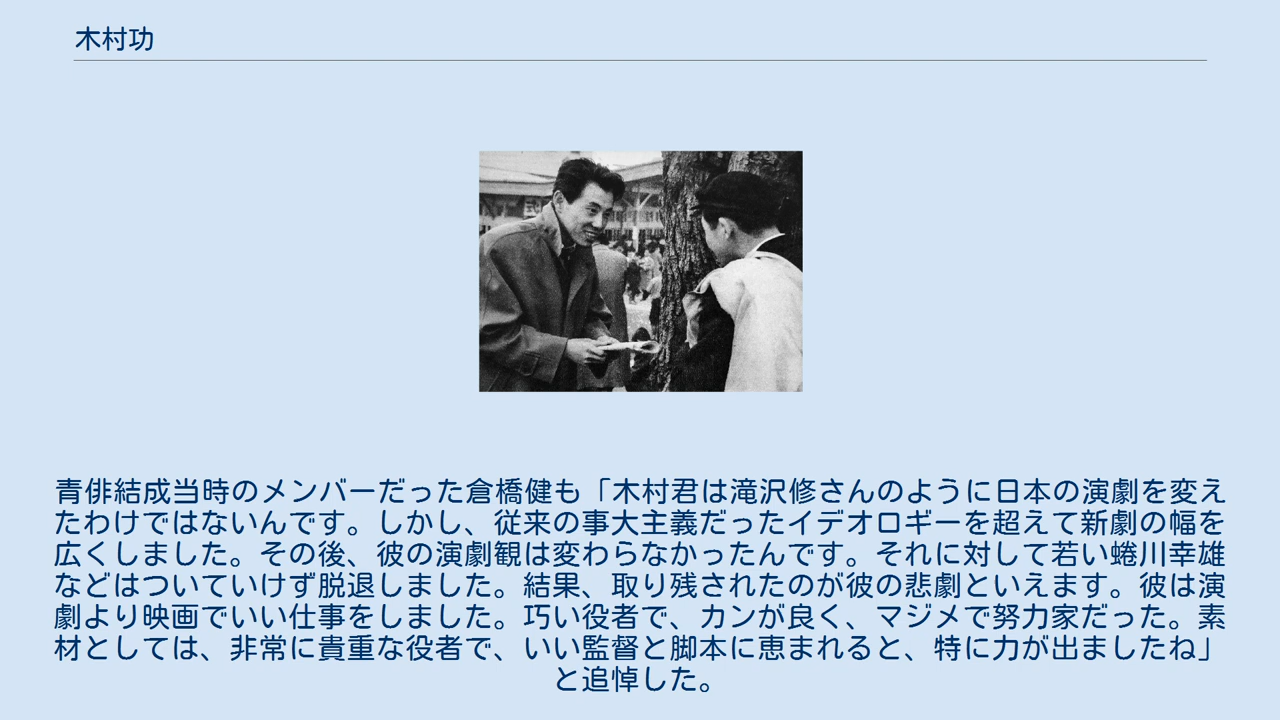 木村功
青俳結成当時のメンバーだった倉橋健も「木村君は滝沢修さんのように日本の演劇を変え
たわけではないんです。しかし、従来の事大主義だったイデオロギーを超えて新劇の幅を
広くしました。その後、彼の演劇観は変わらなかったんです。それに対して若い蜷川幸雄
などはついていけず脱退しました。結果、取り残されたのが彼の悲劇といえます。彼は演
劇より映画でいい仕事をしました。巧い役者で、カンが良く、マジメで努力家だった。素
材としては、非常に貴重な役者で、いい監督と脚本に恵まれると、特に力が出ましたね」
と追悼した。